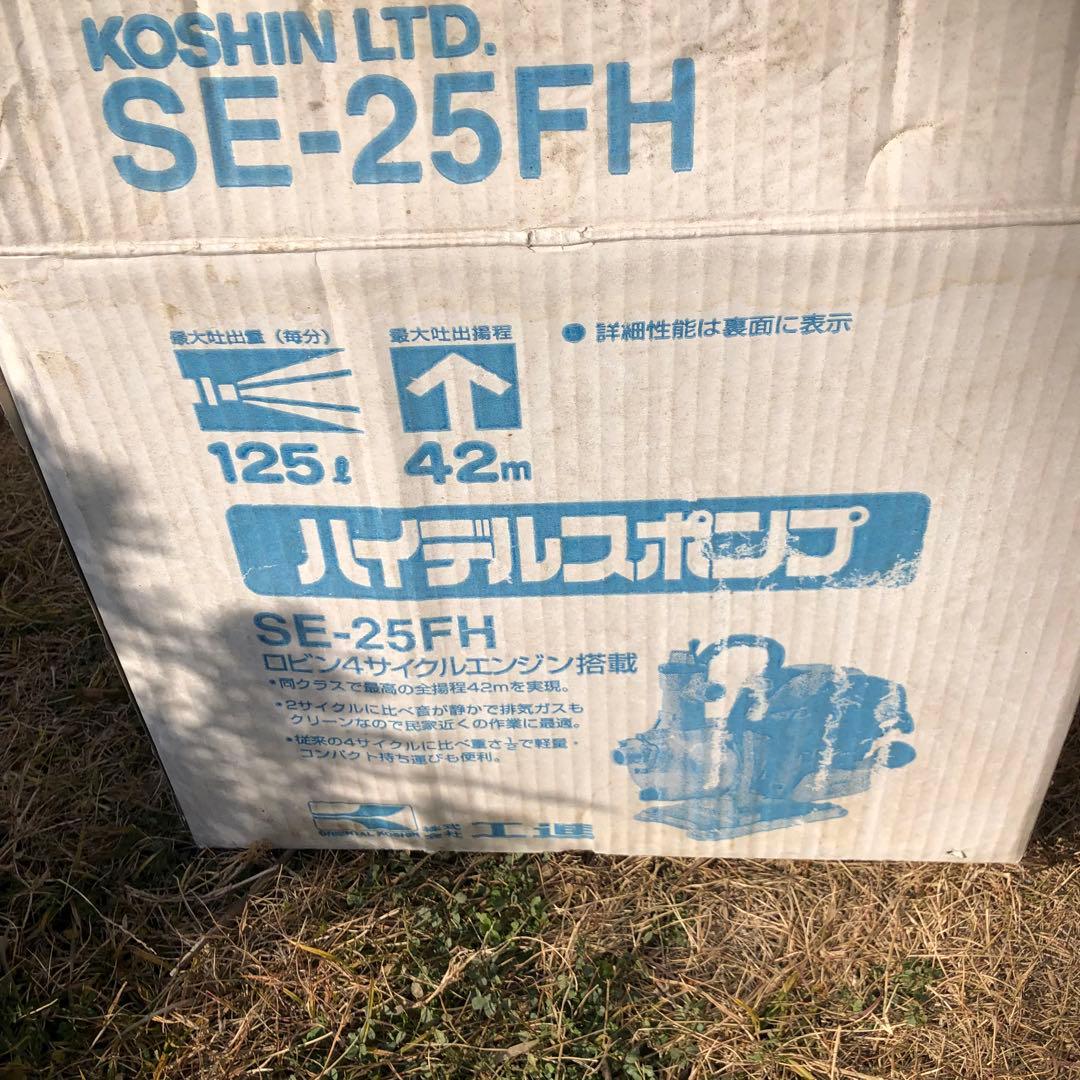 KOSHIN LTD.
SE-25FH
最大吐出量（毎分）
125ℓ
最大吐出揚程
42m
● 詳細性能は裏面に表示
ハイデルスポンプ
SE-25FH
ロビン4サイクルエンジン搭載
*同クラスで最高の全揚程42mを実現。
*2サイクルに比べ音が静かで排気ガスも
クリーンなので民家近くの作業に最適。
*従来の4サイクルに比べ重さ½で軽量・
コンパクト持ち運びも便利。
ORIENTAL KOSHIN
株式会社 工進